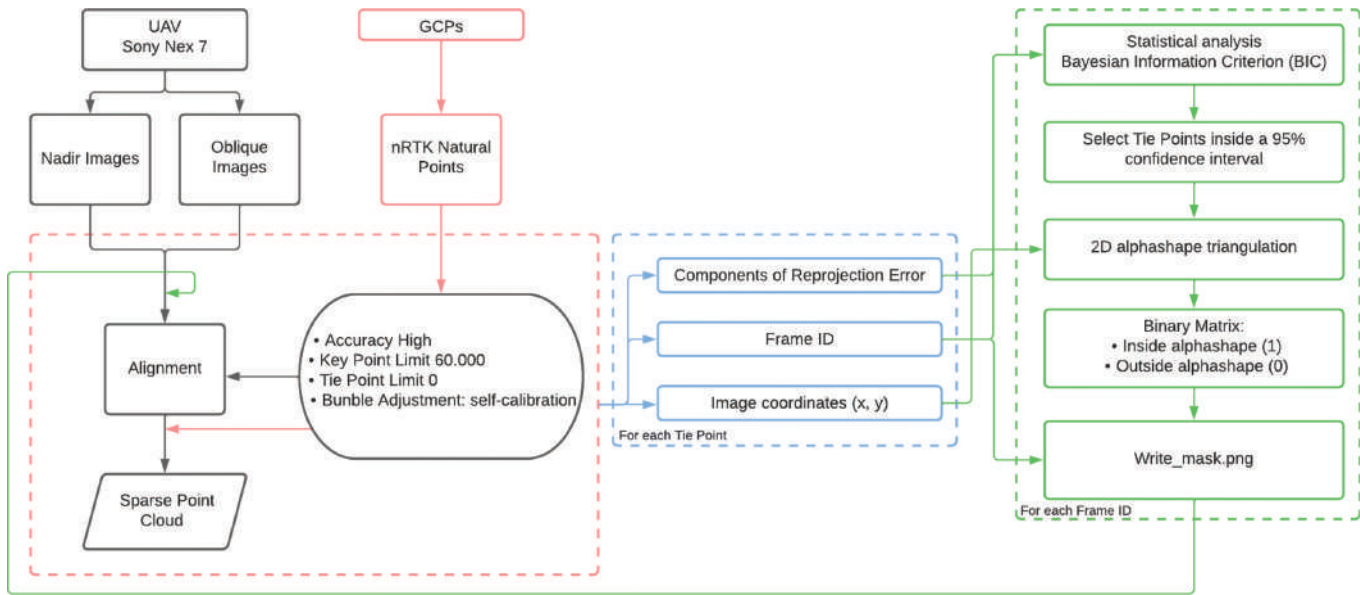 UAV
Sony Nex 7
Nadir Images
Oblique
Images
GCPs
nRTK Natural
Points
Alignment
Sparse Point
Cloud
• Accuracy High
• Key Point Limit 60.000
• Tie Point Limit 0
• Bunble Adjustment: self-calibration
Components of Reprojection Error
Frame ID
Image coordinates (x, y)
For each Tie Point
Statistical analysis
Bayesian Information Criterion (BIC)
Select Tie Points inside a 95%
confidence interval
2D alphashape triangulation
Binary Matrix:
• Inside alphashape (1)
• Outside alphashape (0)
Write_mask.png
For each Frame ID